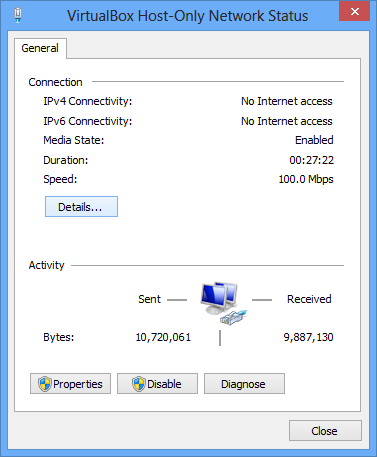 VirtualBox Host-Only Network Status
General
Connection
IPv4 Connectivity: No Internet access
IPv6 Connectivity: No Internet access
Media State: Enabled
Duration: 00:27:22
Speed: 100.0 Mbps
Details...
Activity
Sent Received
Bytes: 10,720,061 9,887,130
Properties Disable Diagnose
Close